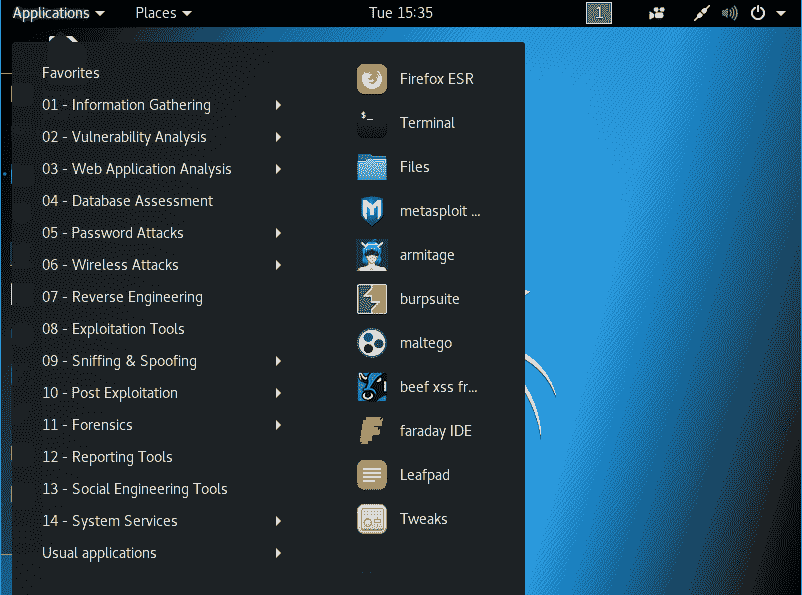 Applications Places Tue 15:35 1
Favorites
01 - Information Gathering
02 - Vulnerability Analysis
03 - Web Application Analysis
04 - Database Assessment
05 - Password Attacks
06 - Wireless Attacks
07 - Reverse Engineering
08 - Exploitation Tools
09 - Sniffing & Spoofing
10 - Post Exploitation
11 - Forensics
12 - Reporting Tools
13 - Social Engineering Tools
14 - System Services
Usual applications
Firefox ESR
$_
Terminal
Files
metasploit ...
armitage
burpsuite
maltego
beef xss fr...
faraday IDE
Leafpad
Tweaks